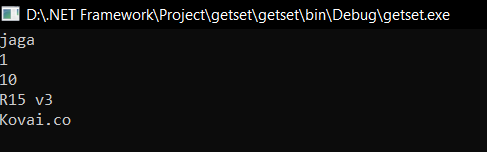 D:\.NET Framework\Project\getset\getset\bin\Debug\getset.exe
jaga
1
10
R15 v3
Kovai.co